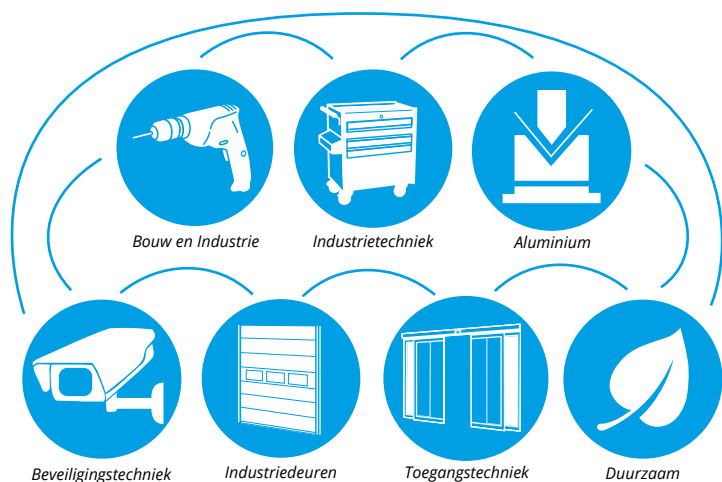 Bouw en Industrie
Industrietechniek
Aluminium
Beveiligingstechniek
Industriedeuren
Toegangstechniek
Duurzaam